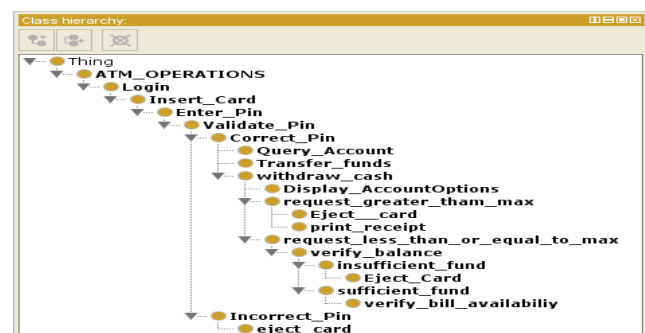 Class hierarchy:
Thing
ATM_OPERATIONS
Login
Insert_Card
Enter_Pin
Validate_Pin
Correct_Pin
Query_Account
Transfer_funds
withdraw_cash
Display_AccountOptions
request_greater_tham_max
Eject__card
print_receipt
request_less_than_or_equal_to_max
verify_balance
insufficient_fund
Eject_Card
sufficient_fund
verify_bill_availabiliy
Incorrect_Pin
eject_card